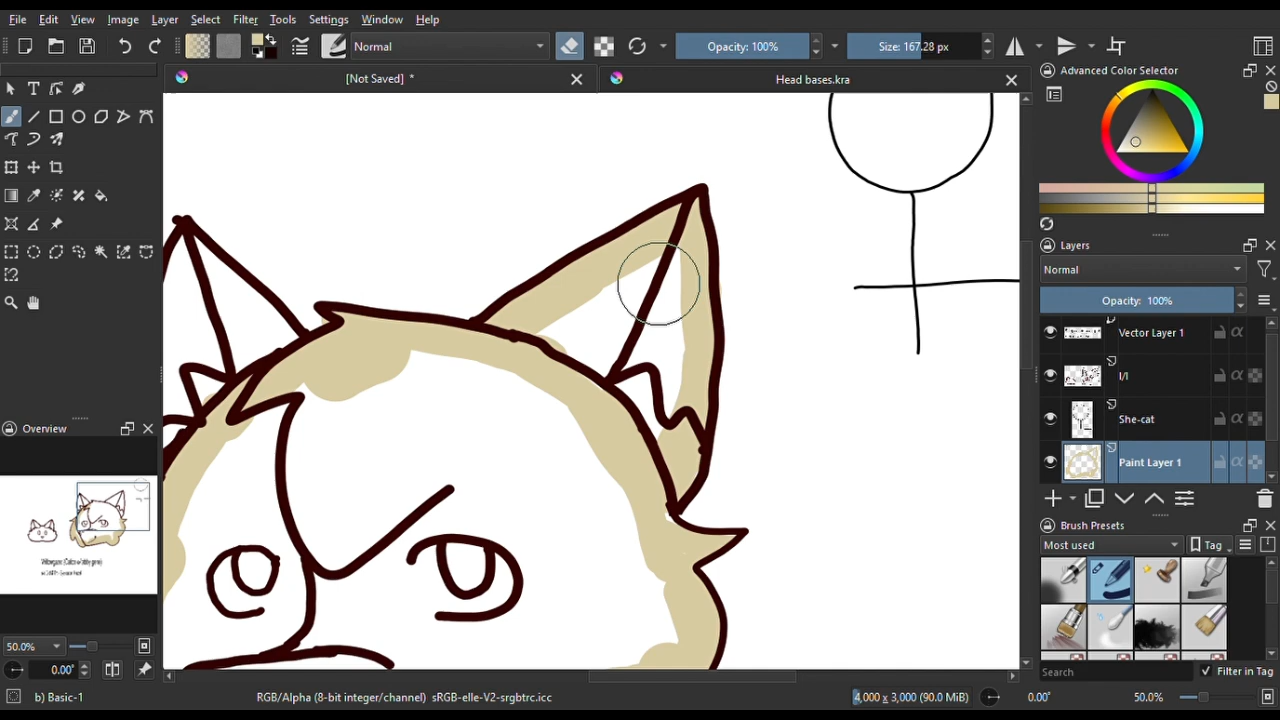 File Edit View Image Layer Select Filter Tools Settings Window Help
Normal Opacity: 100% Size: 167.28 px
[Not Saved] * Head bases.kra
Advanced Color Selector
Layers
Normal
Opacity: 100%
Vector Layer 1
I/I
She-cat
Paint Layer 1
Overview
Brush Presets
Most used Tag
50.0%
0.00°
Search Filter in Tag
b) Basic-1 RGB/Alpha (8-bit integer/channel) sRGB-elle-V2-srgbtrc.icc 4,000 x 3,000 (90.0 MiB) 0.00° 50.0%